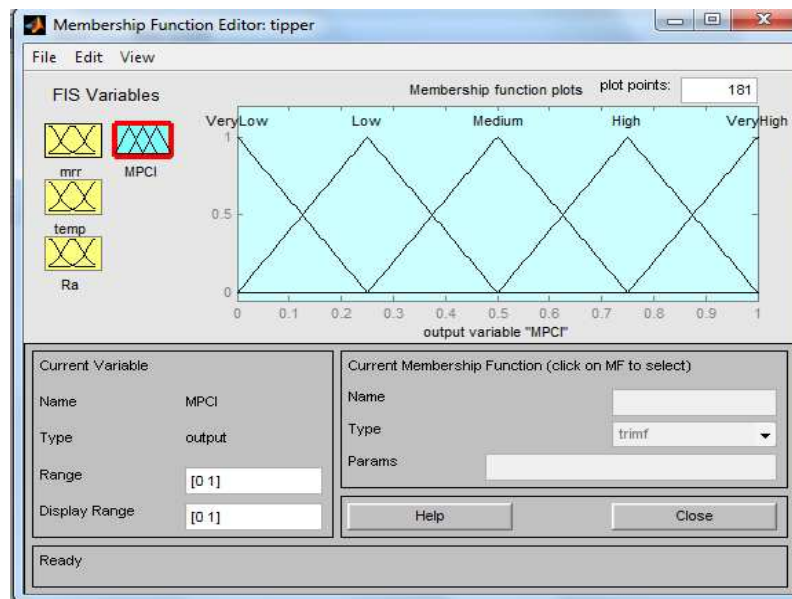 Membership Function Editor: tipper
File Edit View
FIS Variables
mrr
MPCI
temp
Ra
Membership function plots
plot points:
181
VeryLow Low Medium High VeryHigh
1
0.5
0
0 0.1 0.2 0.3 0.4 0.5 0.6 0.7 0.8 0.9 1
output variable "MPCI"
Current Variable
Name MPCI
Type output
Range [0 1]
Display Range [0 1]
Current Membership Function (click on MF to select)
Name
Type trimf
Params
Help Close
Ready